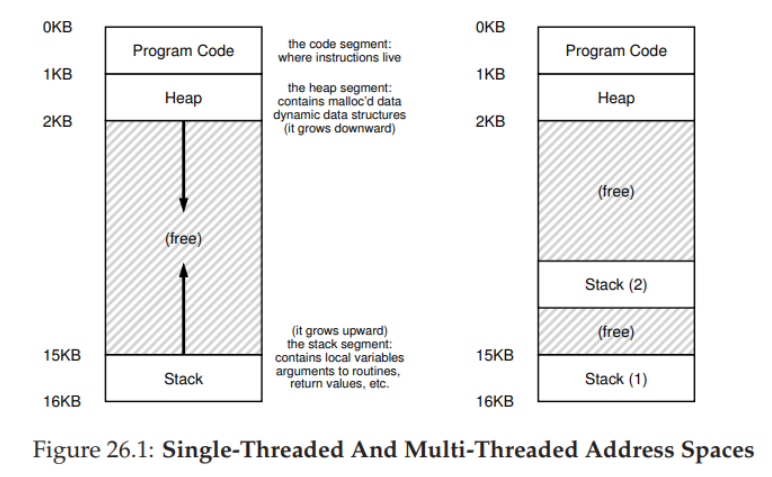 0KB
Program Code
the code segment:
where instructions live
1KB
Heap
the heap segment:
contains malloc'd data
dynamic data structures
(it grows downward)
2KB
(free)
(it grows upward)
the stack segment:
contains local variables
arguments to routines,
return values, etc.
15KB
Stack
16KB
0KB
Program Code
1KB
Heap
2KB
(free)
Stack (2)
(free)
15KB
Stack (1)
16KB
Figure 26.1: Single-Threaded And Multi-Threaded Address Spaces